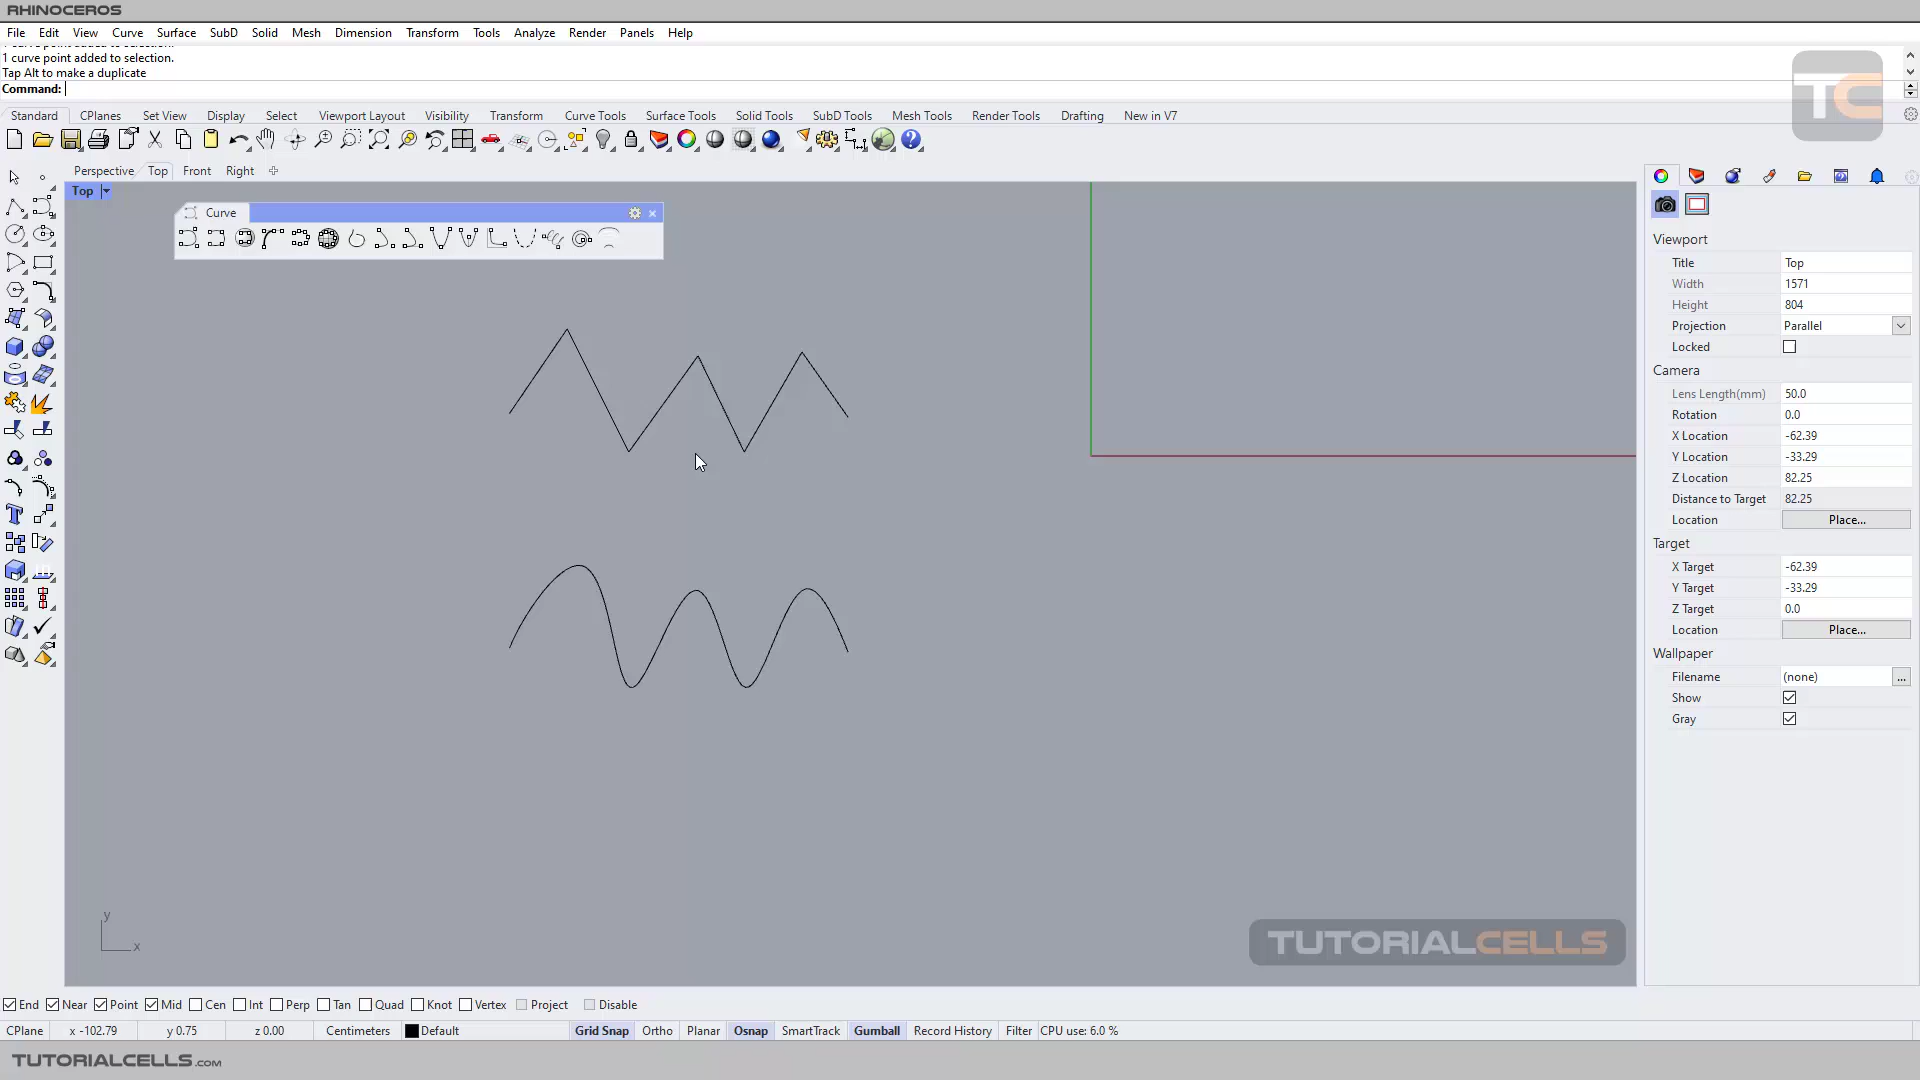 RHINOCEROS
File Edit View Curve Surface SubD Solid Mesh Dimension Transform Tools Analyze Render Panels Help
1 curve point added to selection.
1 curve point added to selection.
Tap Alt to make a duplicate
Command:
TC
Standard CPlanes Set View Display Select Viewport Layout Visibility Transform Curve Tools Surface Tools Solid Tools SubD Tools Mesh Tools Render Tools Drafting New in V7
Perspective Top Front Right
Top
Curve
Viewport
Title Top
Width 1571
Height 804
Projection Parallel
Locked
Camera
Lens Length(mm) 50.0
Rotation 0.0
X Location -62.39
Y Location -33.29
Z Location 82.25
Distance to Target 82.25
Location Place...
Target
X Target -62.39
Y Target -33.29
Z Target 0.0
Location Place...
Wallpaper
Filename (none) ...
Show
Gray
y
x
TUTORIALCELLS
End Near Point Mid Cen Int Perp Tan Quad Knot Vertex Project Disable
CPlane x -102.79 y 0.75 z 0.00 Centimeters Default Grid Snap Ortho Planar Osnap SmartTrack Gumball Record History Filter CPU use: 6.0 %
TUTORIALCELLS.COM